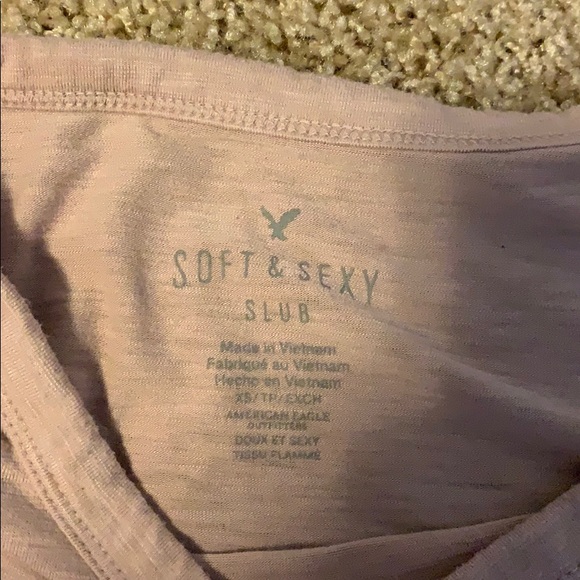 SOFT & SEXY
SLUB
Made in Vietnam
Fabriqué au Vietnam
Hecho en Vietnam
XS/TP/EXCH
AMERICAN EAGLE
OUTFITTERS
DOUX ET SEXY
TISSU FLAMMÉ